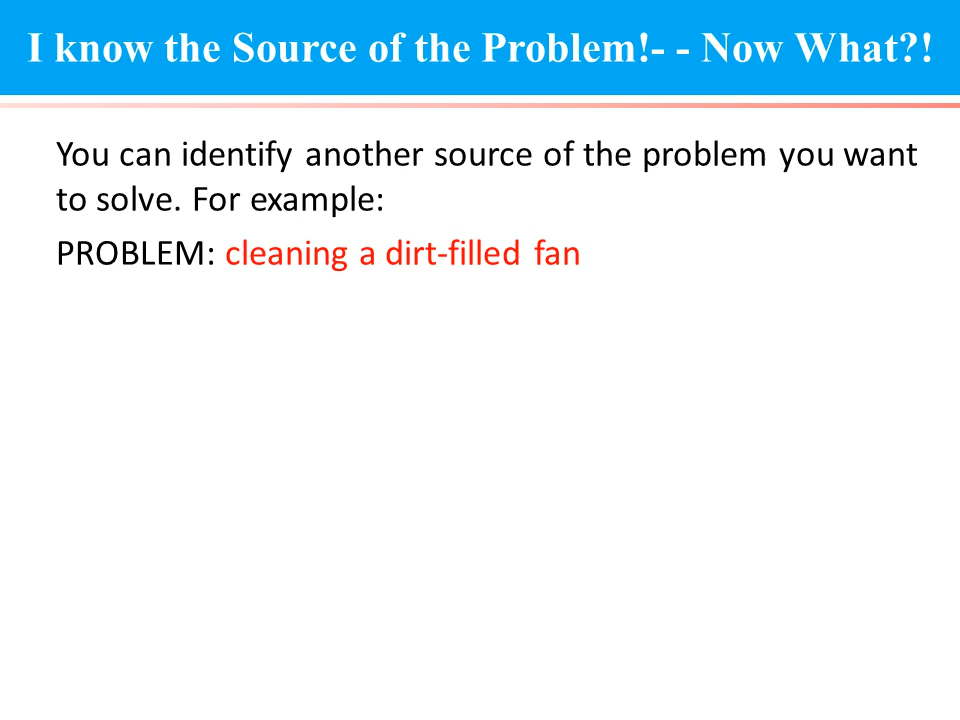 I know the Source of the Problem!- - Now What?!
You can identify another source of the problem you want
to solve. For example:
PROBLEM: cleaning a dirt-filled fan